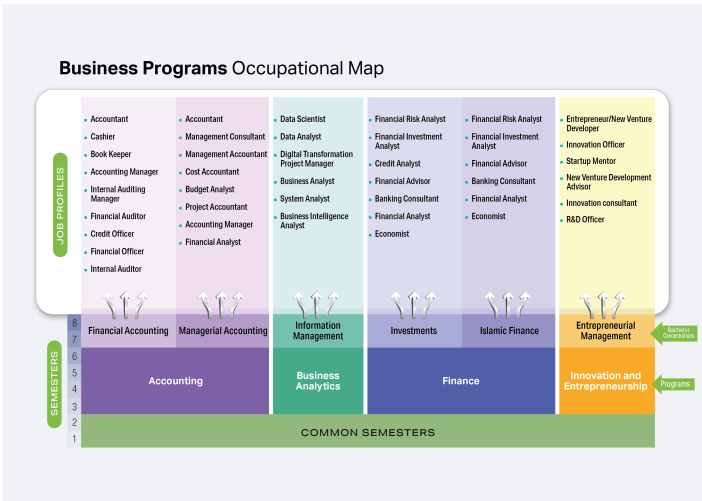 Business Programs Occupational Map
JOB PROFILES
Accountant
Cashier
Book Keeper
Accounting Manager
Internal Auditing
Manager
Financial Auditor
Credit Officer
Financial Officer
Internal Auditor
Accountant
Management Consultant
Management Accountant
Cost Accountant
Budget Analyst
Project Accountant
Accounting Manager
Financial Analyst
Data Scientist
Data Analyst
Digital Transformation
Project Manager
Business Analyst
System Analyst
Business Intelligence
Analyst
Financial Risk Analyst
Financial Investment
Analyst
Credit Analyst
Financial Advisor
Banking Consultant
Financial Analyst
Economist
Financial Risk Analyst
Financial Investment
Analyst
Financial Advisor
Banking Consultant
Financial Analyst
Economist
Entrepreneur/New Venture
Developer
Innovation Officer
Startup Mentor
New Venture Development
Advisor
Innovation consultant
R&D Officer
SEMESTERS
8
7
6
5
4
3
2
1
Financial Accounting
Managerial Accounting
Information
Management
Investments
Islamic Finance
Entrepreneurial
Management
Bachelor
Concentrations
Accounting
Business
Analytics
Finance
Innovation and
Entrepreneurship
Programs
COMMON SEMESTERS